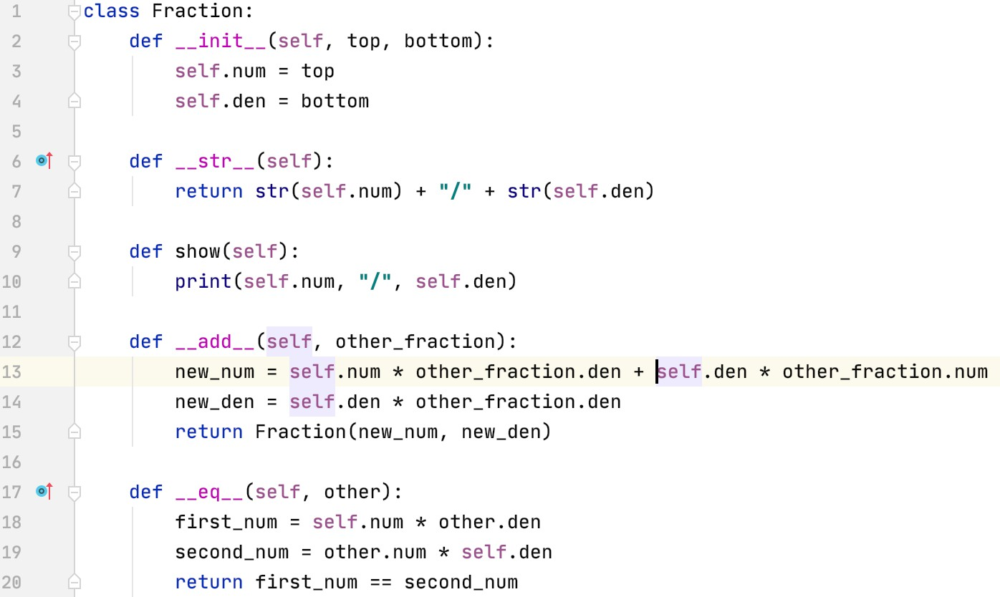 1 class Fraction:
2     def __init__(self, top, bottom):
3         self.num = top
4         self.den = bottom
5
6     def __str__(self):
7         return str(self.num) + "/" + str(self.den)
8
9     def show(self):
10         print(self.num, "/", self.den)
11
12     def __add__(self, other_fraction):
13         new_num = self.num * other_fraction.den + self.den * other_fraction.num
14         new_den = self.den * other_fraction.den
15         return Fraction(new_num, new_den)
16
17     def __eq__(self, other):
18         first_num = self.num * other.den
19         second_num = other.num * self.den
20         return first_num == second_num